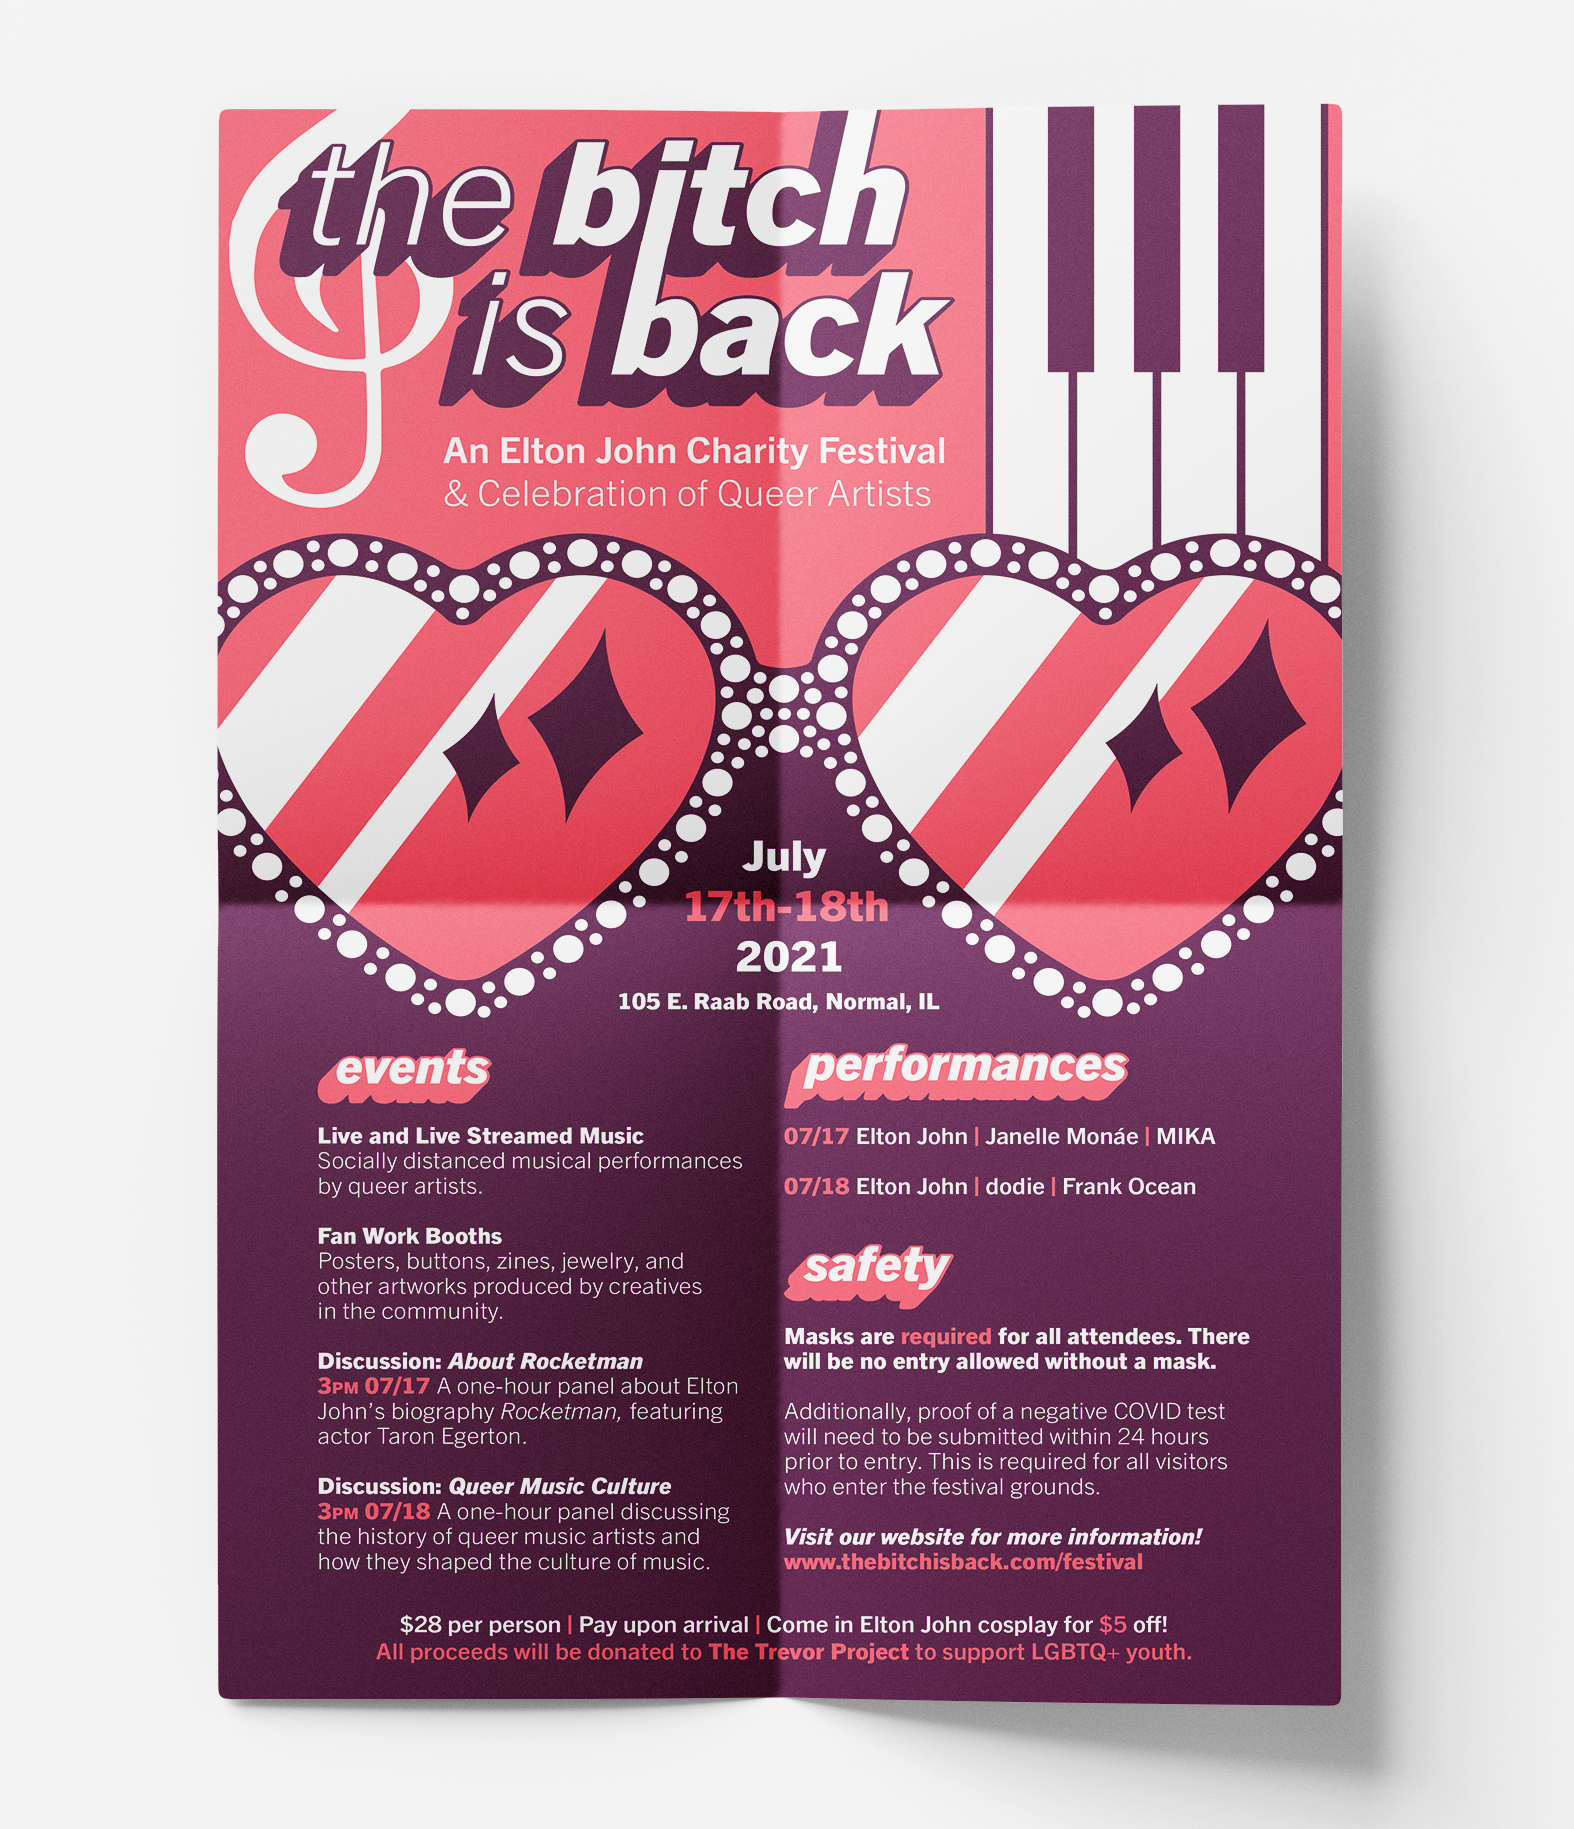 the bitch
is back
An Elton John Charity Festival
& Celebration of Queer Artists
July
17th-18th
2021
105 E. Raab Road, Normal, IL
events
Live and Live Streamed Music
Socially distanced musical performances
by queer artists.
Fan Work Booths
Posters, buttons, zines, jewelry, and
other artworks produced by creatives
in the community.
Discussion: About Rocketman
3PM 07/17 A one-hour panel about Elton
John's biography Rocketman, featuring
actor Taron Egerton.
Discussion: Queer Music Culture
3PM 07/18 A one-hour panel discussing
the history of queer music artists and
how they shaped the culture of music.
performances
07/17 Elton John | Janelle Monáe | MIKA
07/18 Elton John | dodie | Frank Ocean
safety
Masks are required for all attendees. There
will be no entry allowed without a mask.
Additionally, proof of a negative COVID test
will need to be submitted within 24 hours
prior to entry. This is required for all visitors
who enter the festival grounds.
Visit our website for more information!
www.thebitchisback.com/festival
$28 per person | Pay upon arrival | Come in Elton John cosplay for $5 off!
All proceeds will be donated to The Trevor Project to support LGBTQ+ youth.